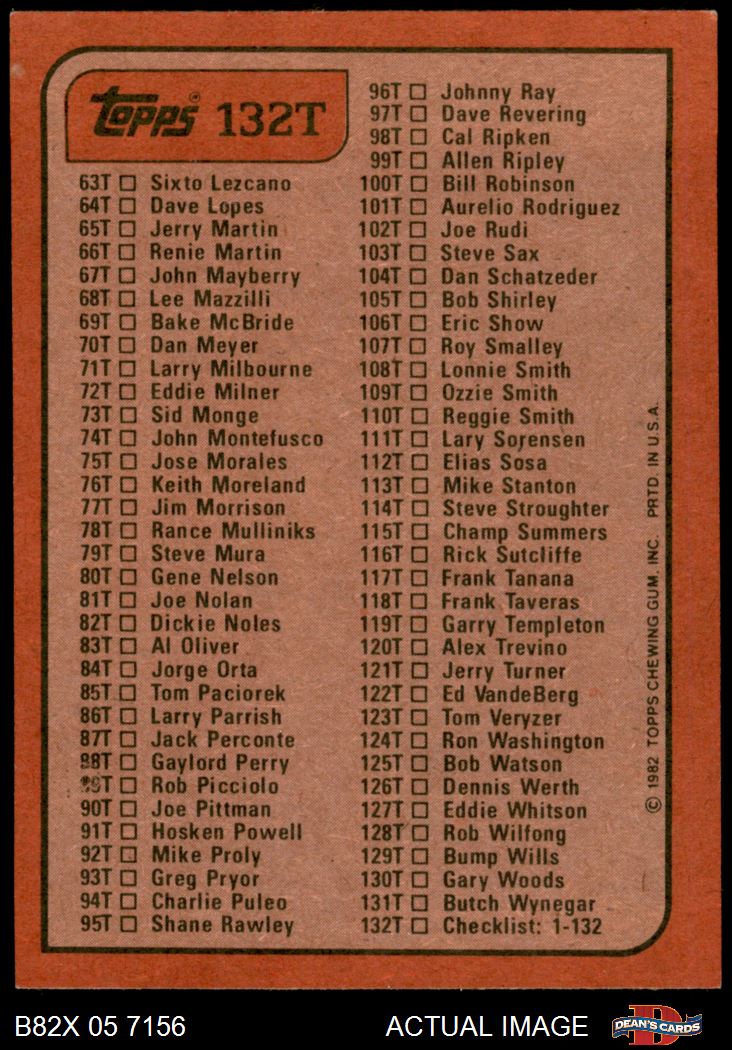 Topps® 132T
63T □ Sixto Lezcano
64T □ Dave Lopes
65T □ Jerry Martin
66T □ Renie Martin
67T □ John Mayberry
68T □ Lee Mazzilli
69T □ Bake McBride
70T □ Dan Meyer
71T □ Larry Milbourne
72T □ Eddie Milner
73T □ Sid Monge
74T □ John Montefusco
75T □ Jose Morales
76T □ Keith Moreland
77T □ Jim Morrison
78T □ Rance Mulliniks
79T □ Steve Mura
80T □ Gene Nelson
81T □ Joe Nolan
82T □ Dickie Noles
83T □ Al Oliver
84T □ Jorge Orta
85T □ Tom Paciorek
86T □ Larry Parrish
87T □ Jack Perconte
88T □ Gaylord Perry
89T □ Rob Picciolo
90T □ Joe Pittman
91T □ Hosken Powell
92T □ Mike Proly
93T □ Greg Pryor
94T □ Charlie Puleo
95T □ Shane Rawley
96T □ Johnny Ray
97T □ Dave Revering
98T □ Cal Ripken
99T □ Allen Ripley
100T □ Bill Robinson
101T □ Aurelio Rodriguez
102T □ Joe Rudi
103T □ Steve Sax
104T □ Dan Schatzeder
105T □ Bob Shirley
106T □ Eric Show
107T □ Roy Smalley
108T □ Lonnie Smith
109T □ Ozzie Smith
110T □ Reggie Smith
111T □ Lary Sorensen
112T □ Elias Sosa
113T □ Mike Stanton
114T □ Steve Stroughter
115T □ Champ Summers
116T □ Rick Sutcliffe
117T □ Frank Tanana
118T □ Frank Taveras
119T □ Garry Templeton
120T □ Alex Trevino
121T □ Jerry Turner
122T □ Ed VandeBerg
123T □ Tom Veryzer
124T □ Ron Washington
125T □ Bob Watson
126T □ Dennis Werth
127T □ Eddie Whitson
128T □ Rob Wilfong
129T □ Bump Wills
130T □ Gary Woods
131T □ Butch Wynegar
132T □ Checklist: 1-132
© 1982 TOPPS CHEWING GUM, INC. PRTD. IN U.S.A.
B82X 05 7156 ACTUAL IMAGE DEAN'S CARDS